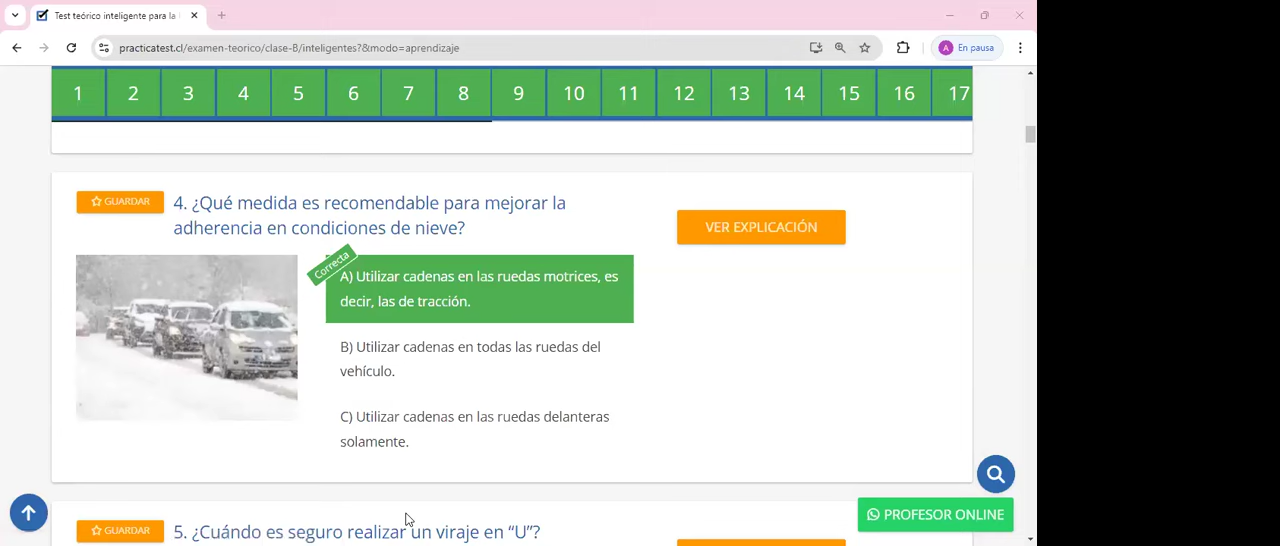 Test teórico inteligente para la
practicatest.cl/examen-teorico/clase-B/inteligentes?&modo=aprendizaje
A
En pausa
1 2 3 4 5 6 7 8 9 10 11 12 13 14 15 16 17
GUARDAR
4. ¿Qué medida es recomendable para mejorar la
adherencia en condiciones de nieve?
VER EXPLICACIÓN
Correcta
A) Utilizar cadenas en las ruedas motrices, es
decir, las de tracción.
B) Utilizar cadenas en todas las ruedas del
vehículo.
C) Utilizar cadenas en las ruedas delanteras
solamente.
PROFESOR ONLINE
GUARDAR
5. ¿Cuándo es seguro realizar un viraje en “U”?